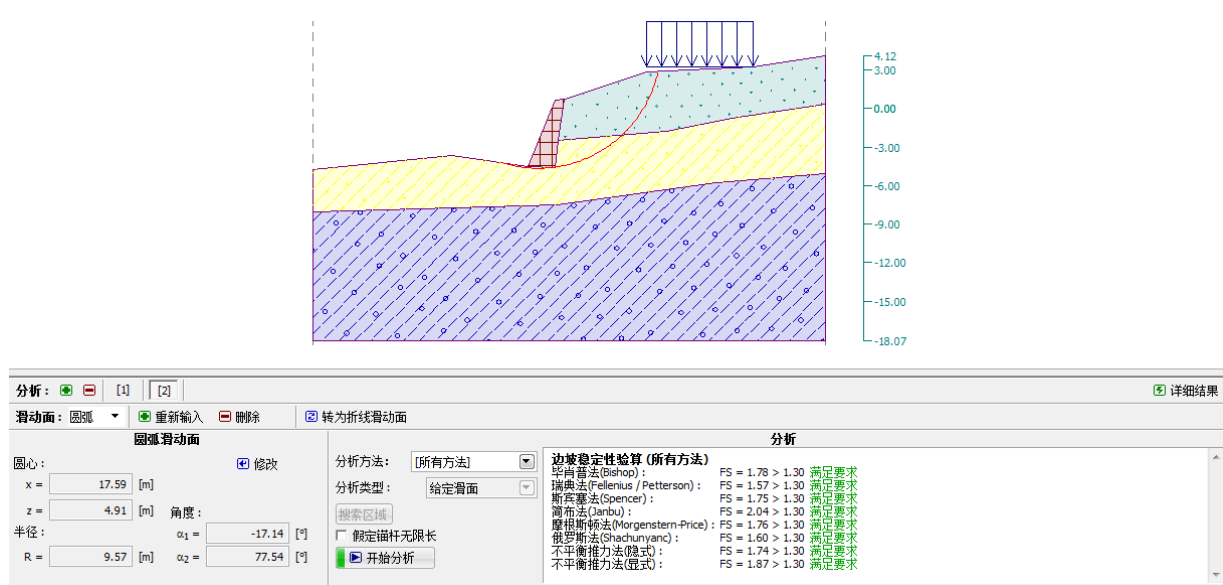 4.12
3.00
0.00
-3.00
-6.00
-9.00
-12.00
-15.00
-18.07
分析： [1] [2] 详细结果
滑动面： 圆弧 重新输入 删除 转为折线滑动面
圆弧滑动面
圆心： 修改
x = 17.59 [m]
z = 4.91 [m] 角度：
半径： α₁ = -17.14 [°]
R = 9.57 [m] α₂ = 77.54 [°]
分析方法： [所有方法]
分析类型： 给定滑面
搜索区域
假定锚杆无限长
开始分析
分析
边坡稳定性验算 (所有方法)
毕肖普法(Bishop)： FS = 1.78 > 1.30 满足要求
瑞典法(Fellenius / Petterson)： FS = 1.57 > 1.30 满足要求
斯宾塞法(Spencer)： FS = 1.75 > 1.30 满足要求
简布法(Janbu)： FS = 2.04 > 1.30 满足要求
摩根斯顿法(Morgenstern-Price)： FS = 1.76 > 1.30 满足要求
俄罗斯法(Shachunyanc)： FS = 1.60 > 1.30 满足要求
不平衡推力法(隐式)： FS = 1.74 > 1.30 满足要求
不平衡推力法(显式)： FS = 1.87 > 1.30 满足要求